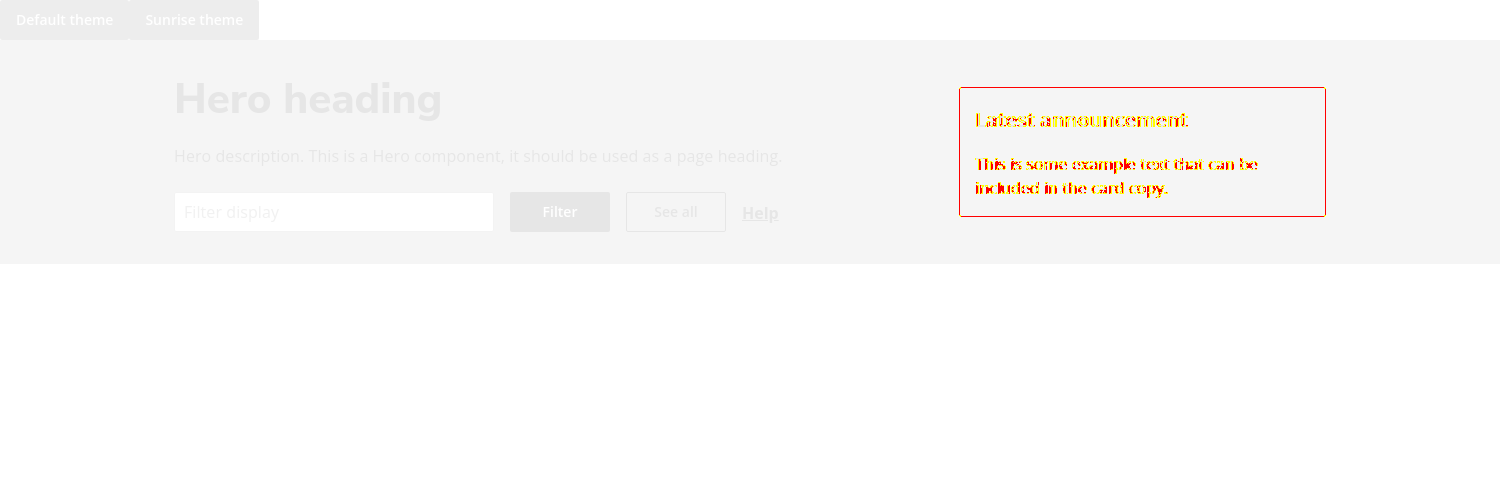 Default theme
Sunrise theme
Hero heading
Hero description. This is a Hero component, it should be used as a page heading.
Filter display
Filter
See all
Help
Latest announcement
This is some example text that can be
included in the card copy.